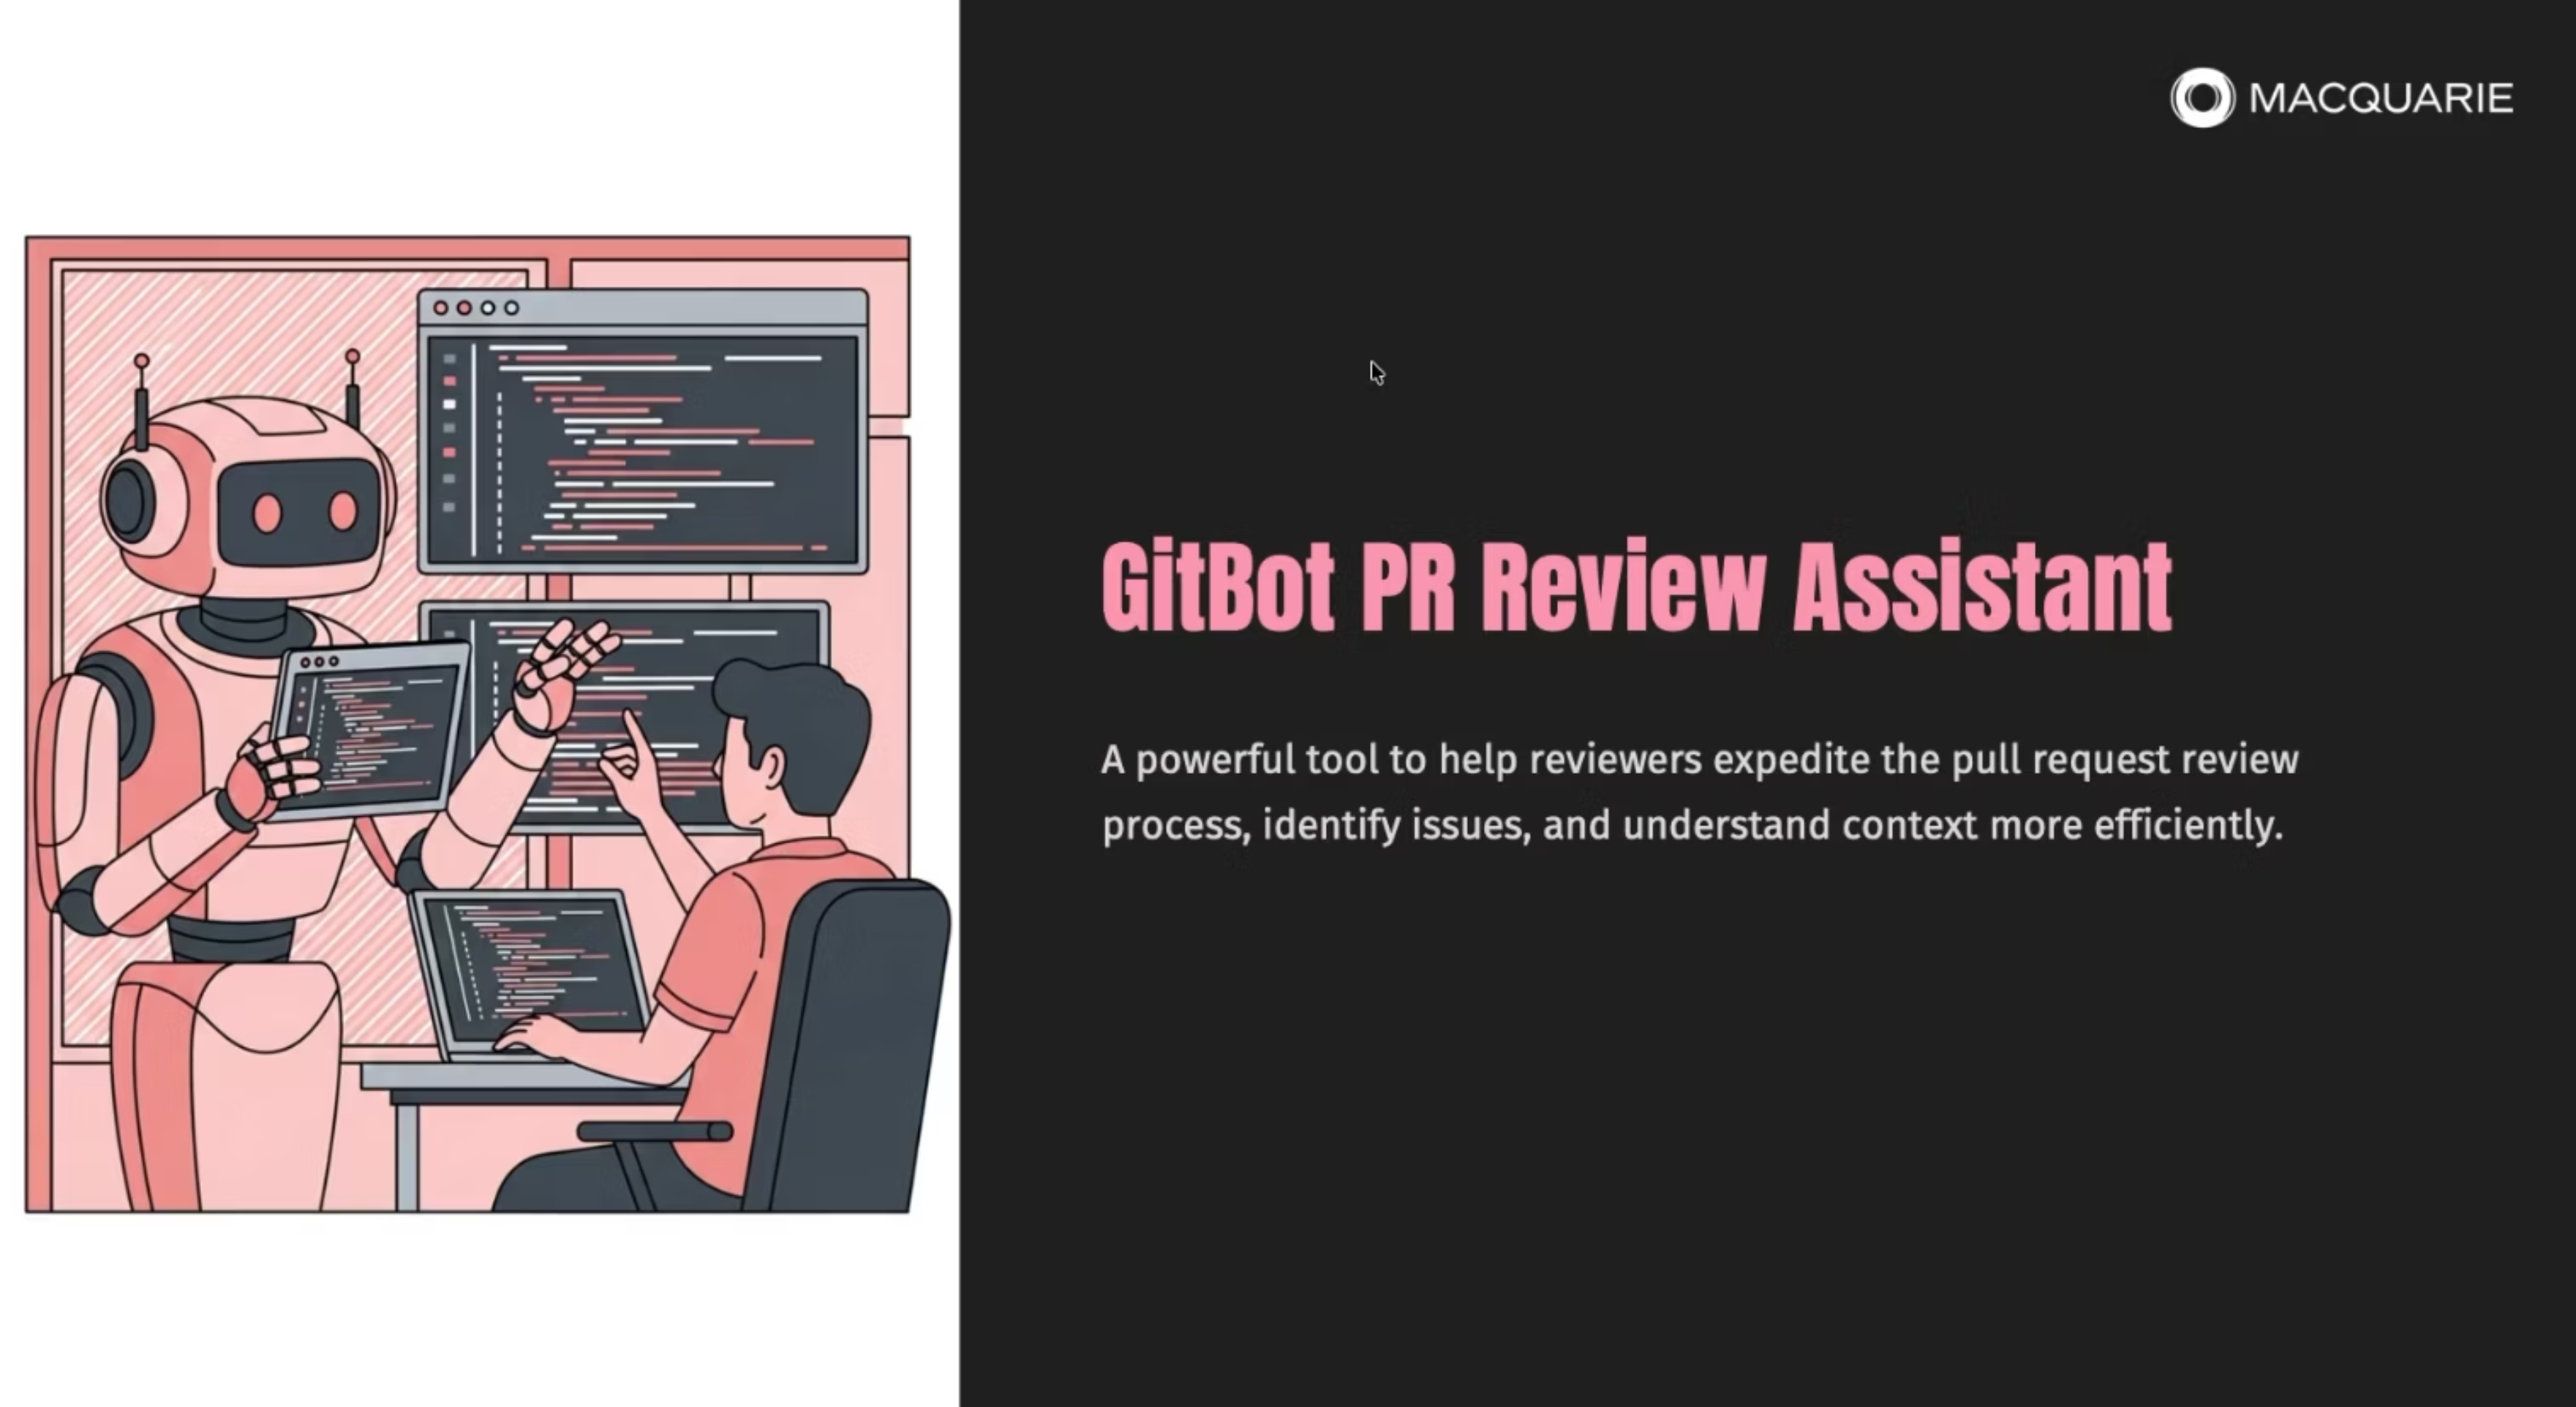 MACQUARIE
GitBot PR Review Assistant
A powerful tool to help reviewers expedite the pull request review
process, identify issues, and understand context more efficiently.